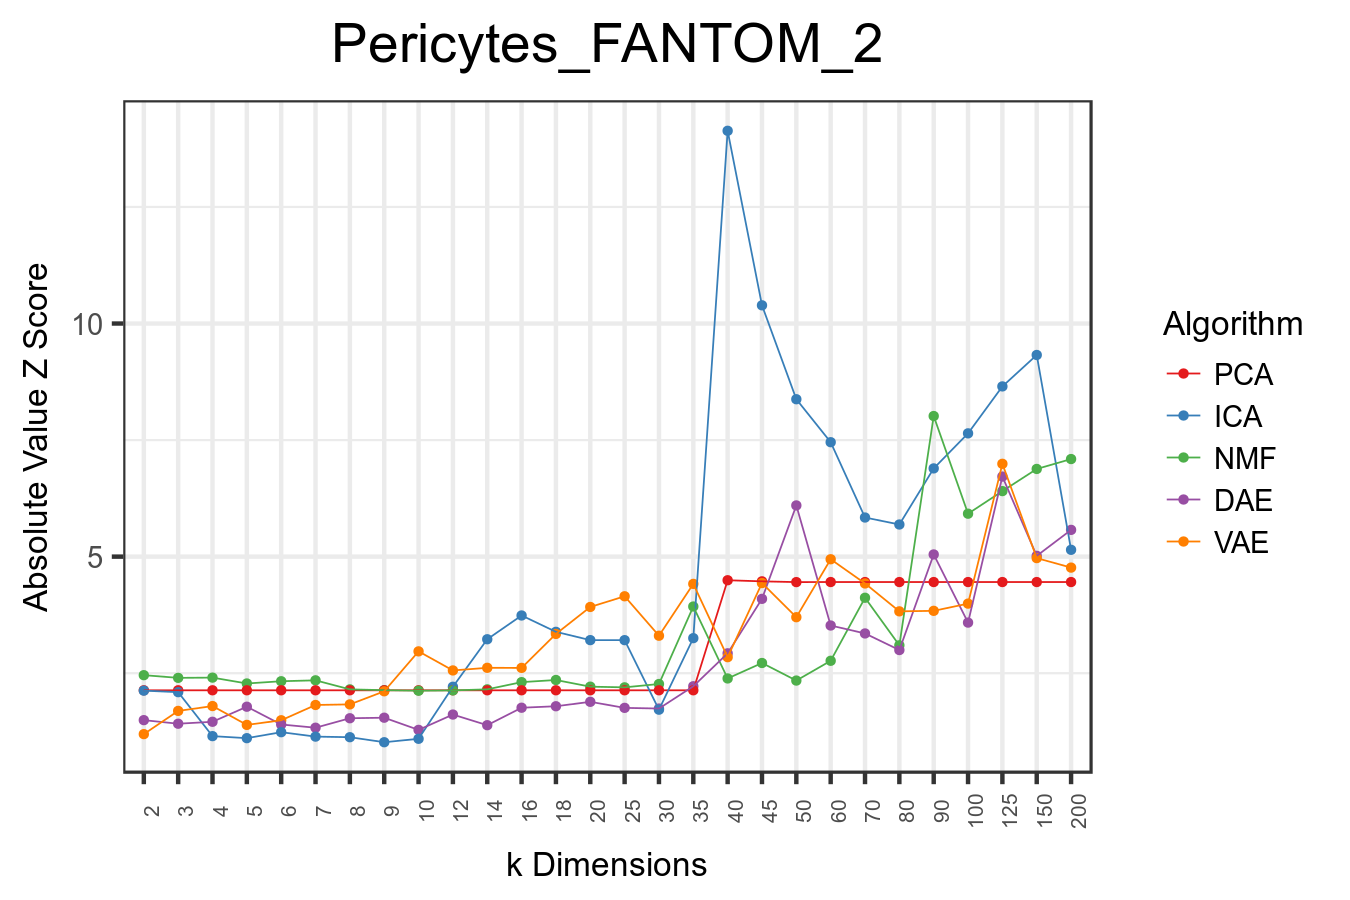 Pericytes_FANTOM_2
Absolute Value Z Score
10
5
2 3 4 5 6 7 8 9 10 12 14 16 18 20 25 30 35 40 45 50 60 70 80 90 100 125 150 200
k Dimensions
Algorithm
PCA
ICA
NMF
DAE
VAE